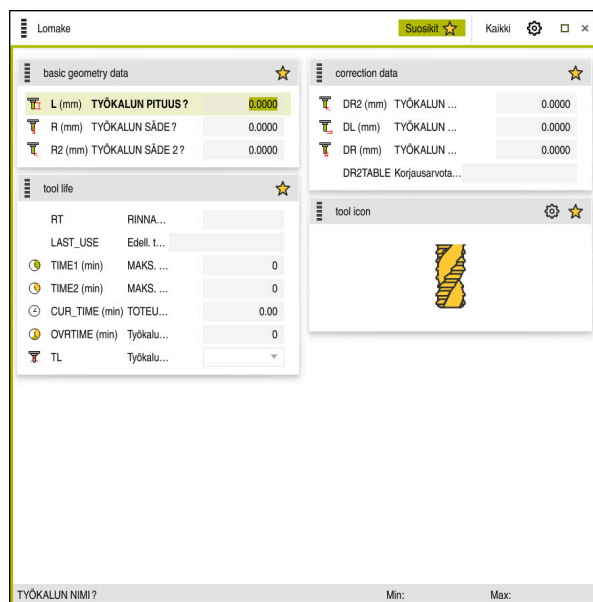 Lomake Suosikit Kaikki ×
basic geometry data
L (mm) TYÖKALUN PITUUS? 0.0000
R (mm) TYÖKALUN SÄDE? 0.0000
R2 (mm) TYÖKALUN SÄDE 2? 0.0000
tool life
RT RINNA...
LAST_USE Edell. t...
TIME1 (min) MAKS. ... 0
TIME2 (min) MAKS. ... 0
CUR_TIME (min) TOTEU... 0.00
OVRTIME (min) Työkalu... 0
TL Työkalu...
correction data
DR2 (mm) TYÖKALUN ... 0.0000
DL (mm) TYÖKALUN ... 0.0000
DR (mm) TYÖKALUN ... 0.0000
DR2TABLE Korjausarvota...
tool icon
TYÖKALUN NIMI? Min: Max: